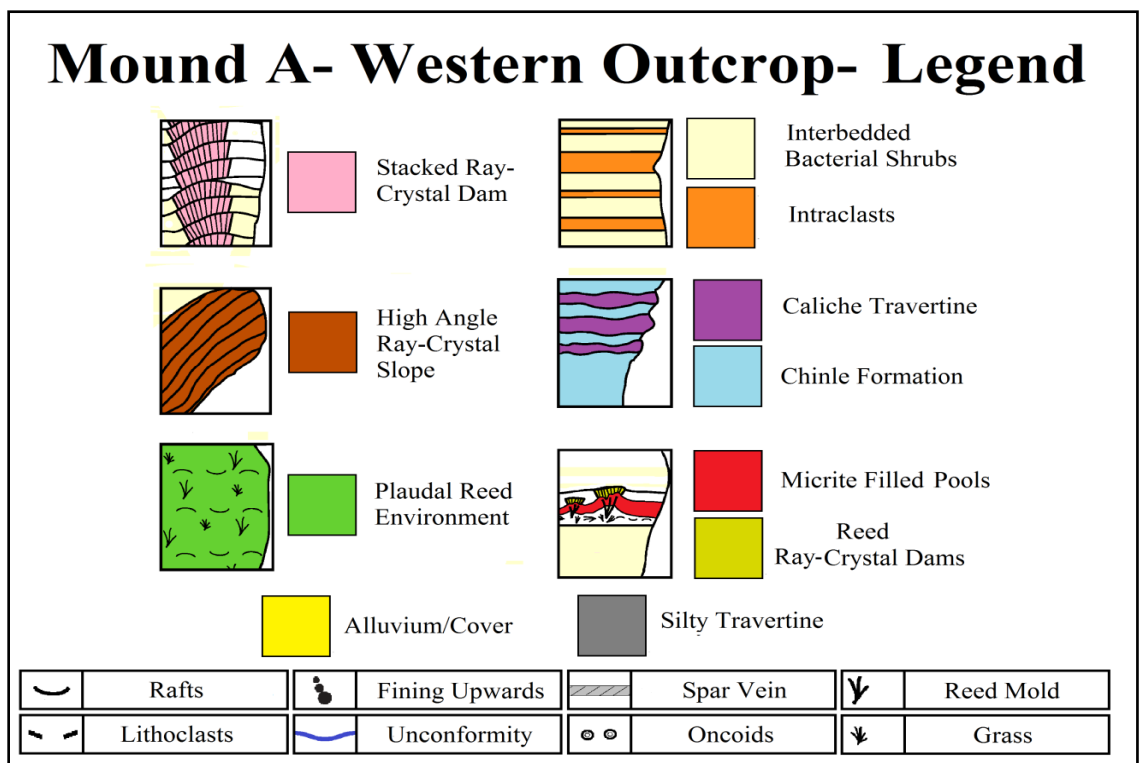 Mound A- Western Outcrop- Legend
Stacked Ray-
Crystal Dam
Interbedded
Bacterial Shrubs
Intraclasts
High Angle
Ray-Crystal
Slope
Caliche Travertine
Chinle Formation
Plaudal Reed
Environment
Micrite Filled Pools
Reed
Ray-Crystal Dams
Alluvium/Cover
Silty Travertine
Rafts
Fining Upwards
Spar Vein
Reed Mold
Lithoclasts
Unconformity
Oncoids
Grass